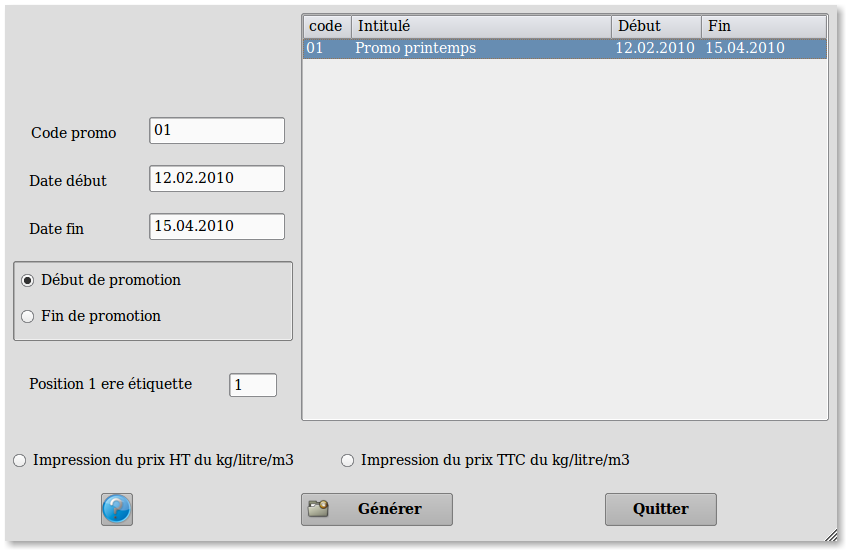 code Intitulé Début Fin
01 Promo printemps 12.02.2010 15.04.2010
Code promo 01
Date début 12.02.2010
Date fin 15.04.2010
Début de promotion
Fin de promotion
Position 1 ere étiquette 1
Impression du prix HT du kg/litre/m3 Impression du prix TTC du kg/litre/m3
? Générer Quitter